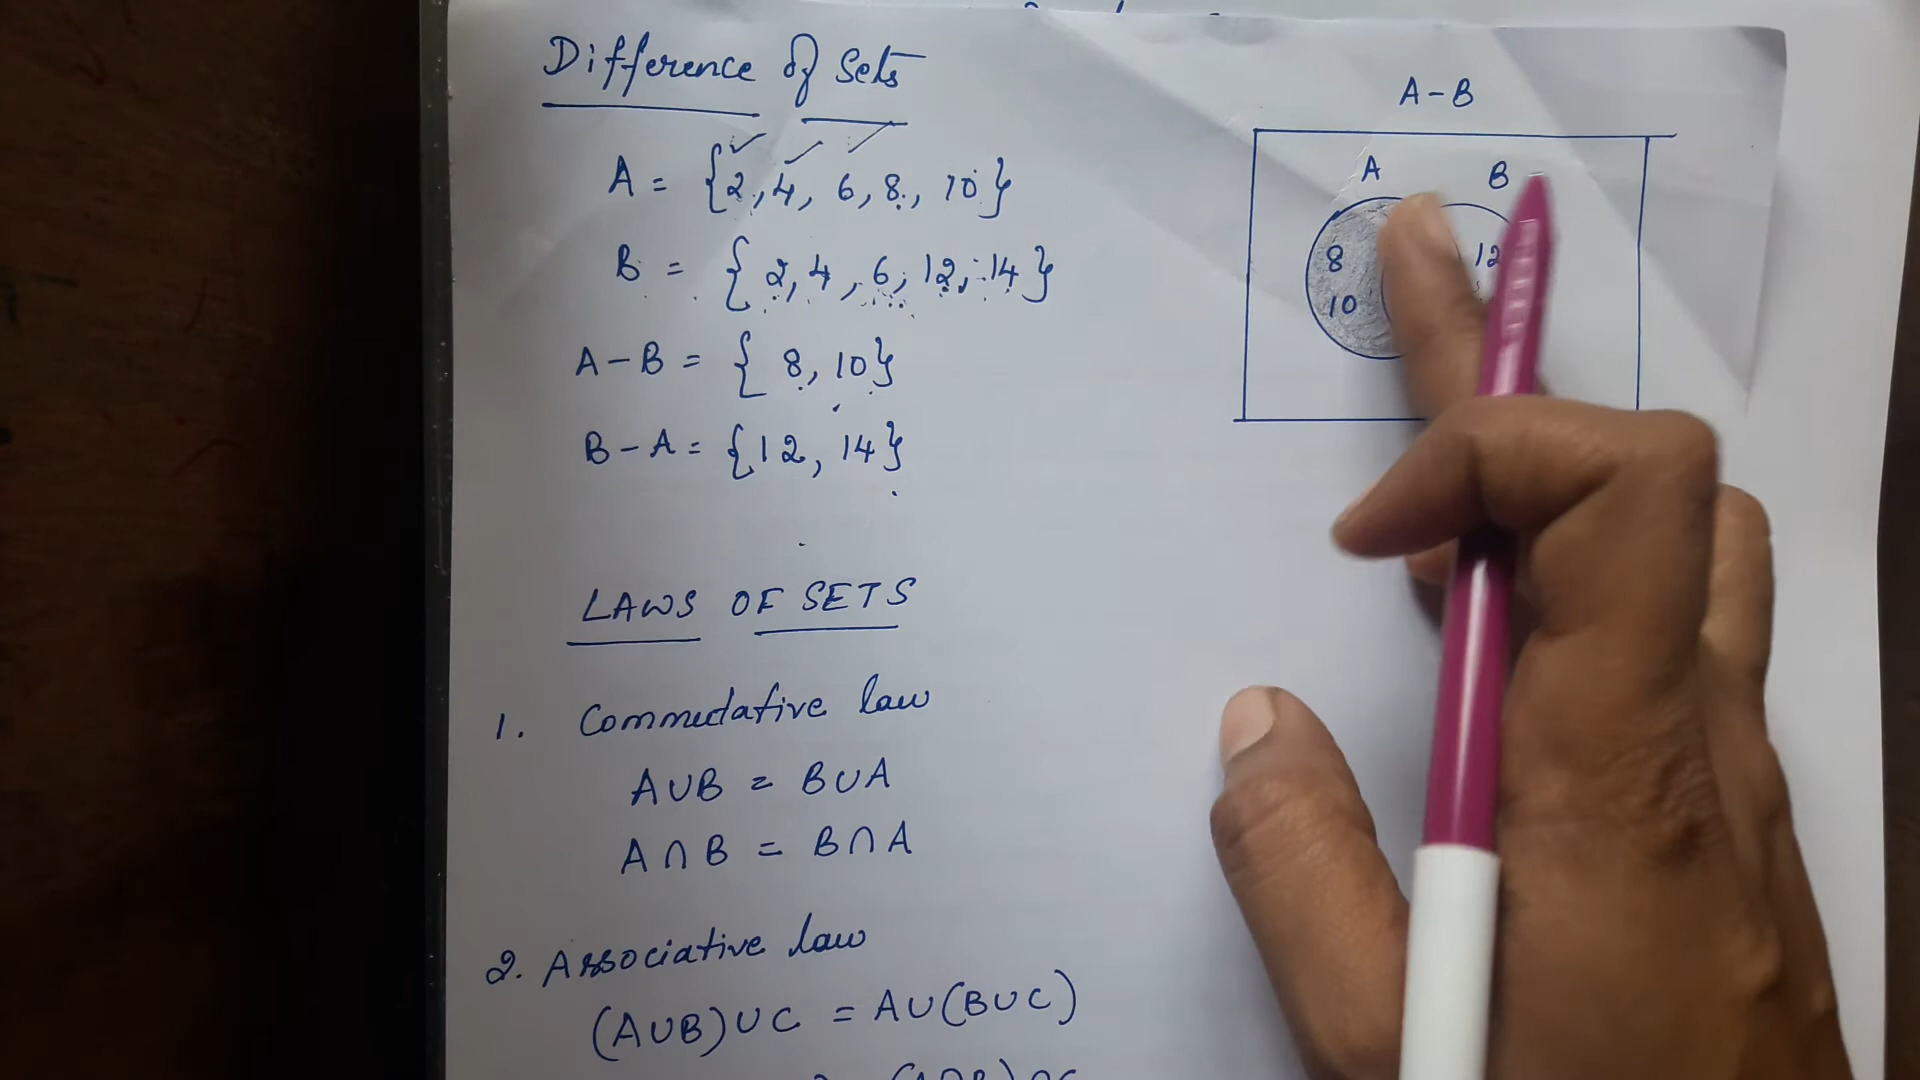 Difference of Sets
A = {2, 4, 6, 8, 10}
B = {2, 4, 6, 12, 14}
A - B = {8, 10}
B - A = {12, 14}
A - B
A B
8 12
10
LAWS OF SETS
1. Commutative law
A∪B = B∪A
A∩B = B∩A
2. Associative law
(A∪B)∪C = A∪(B∪C)